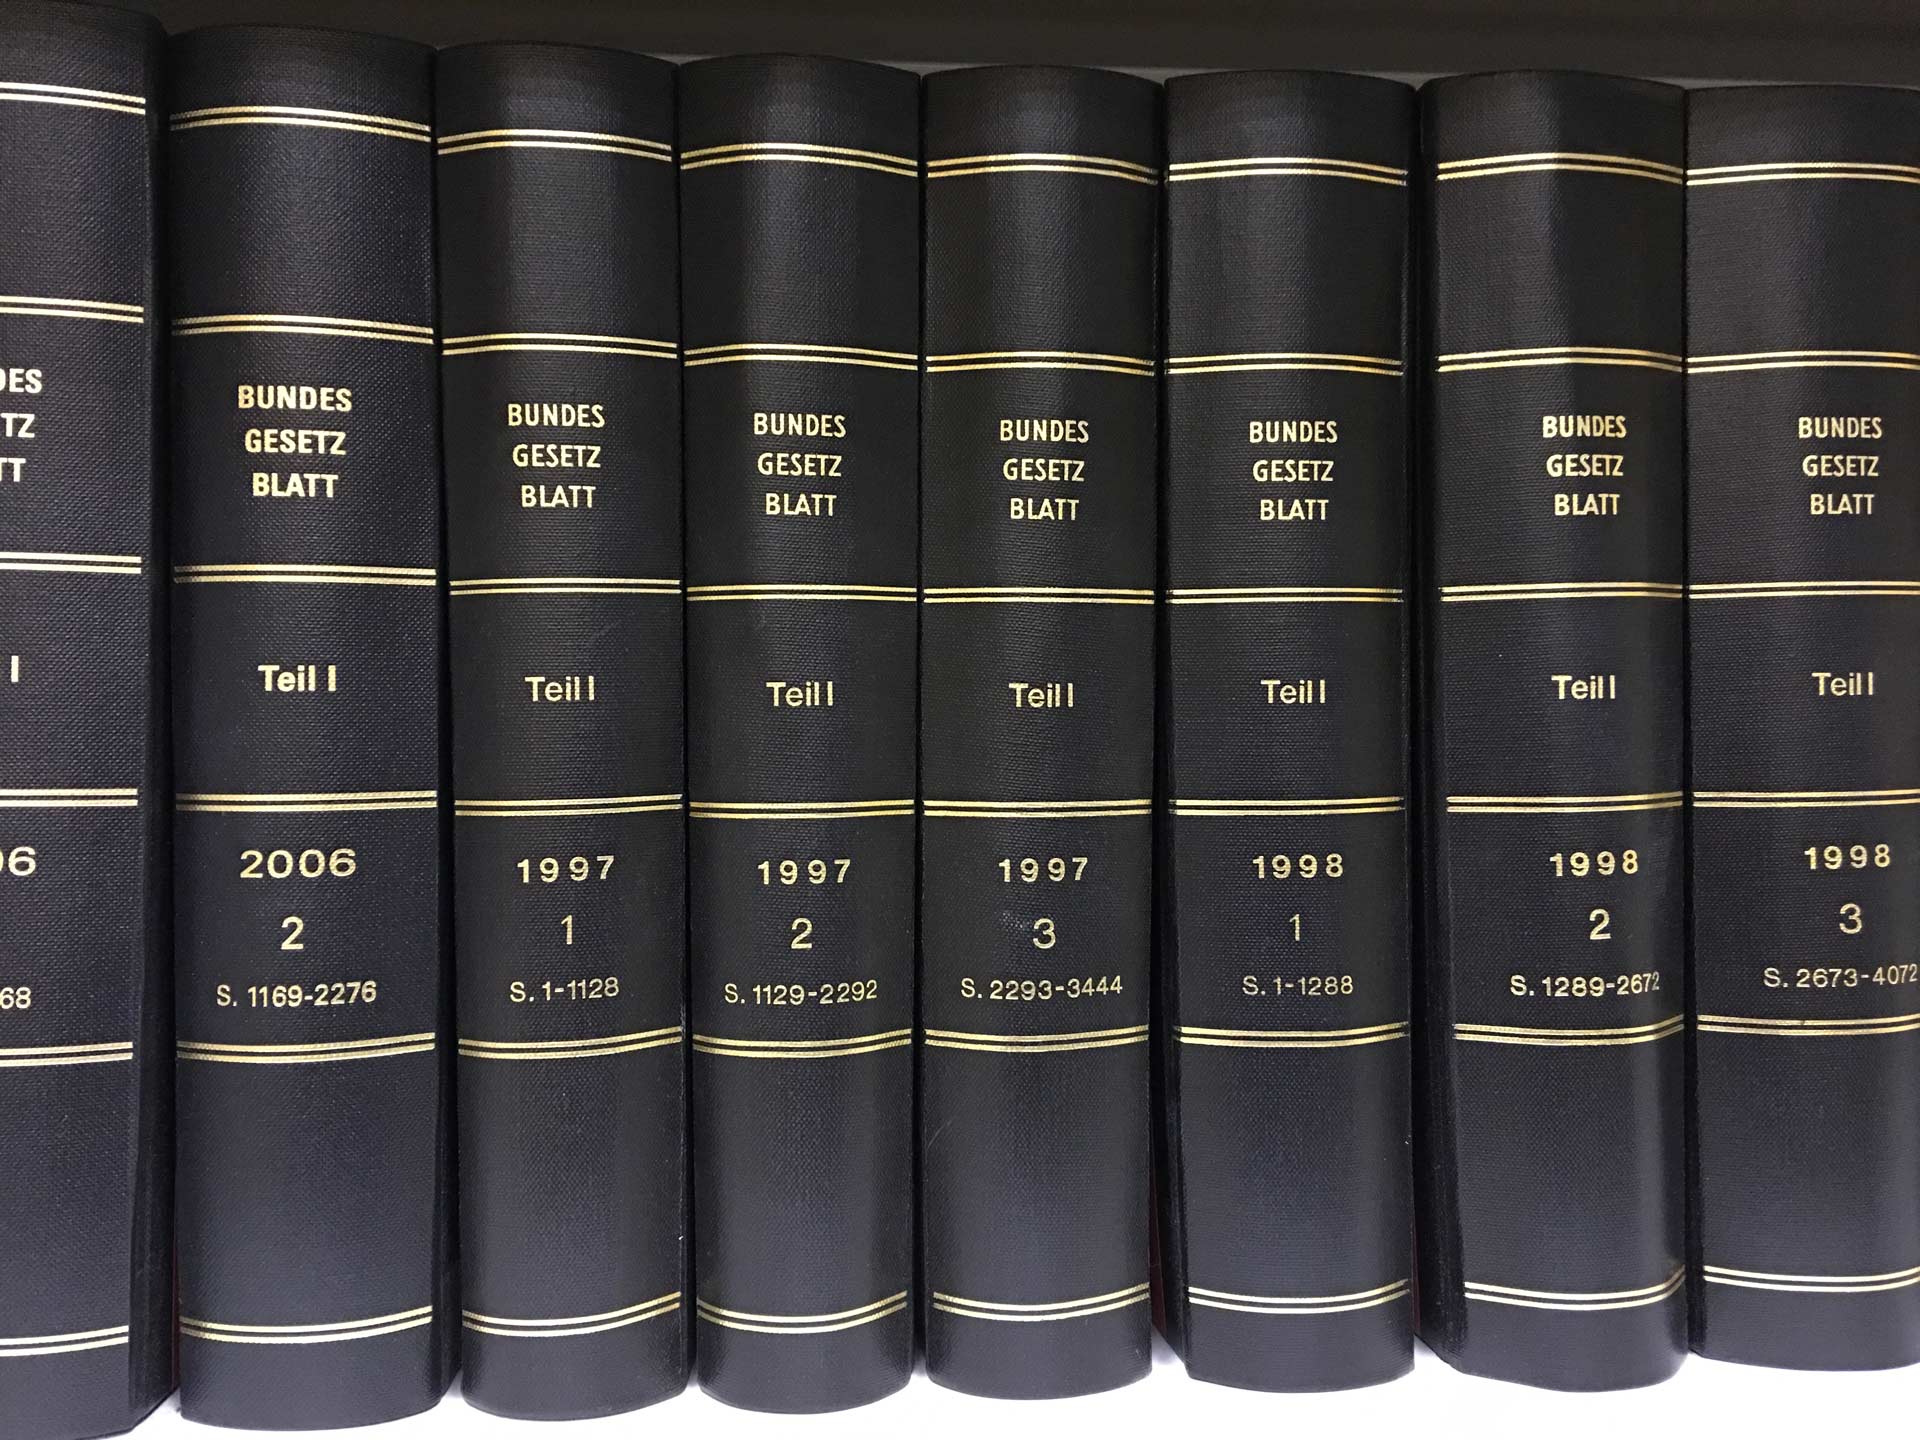 BUNDES
GESETZ
BLATT
Teil I
2006
2
S. 1169-2276
BUNDES
GESETZ
BLATT
Teil I
1997
1
S. 1-1128
BUNDES
GESETZ
BLATT
Teil I
1997
2
S. 1129-2292
BUNDES
GESETZ
BLATT
Teil I
1997
3
S. 2293-3444
BUNDES
GESETZ
BLATT
Teil I
1998
1
S. 1-1288
BUNDES
GESETZ
BLATT
Teil I
1998
2
S. 1289-2672
BUNDES
GESETZ
BLATT
Teil I
1998
3
S. 2673-4072